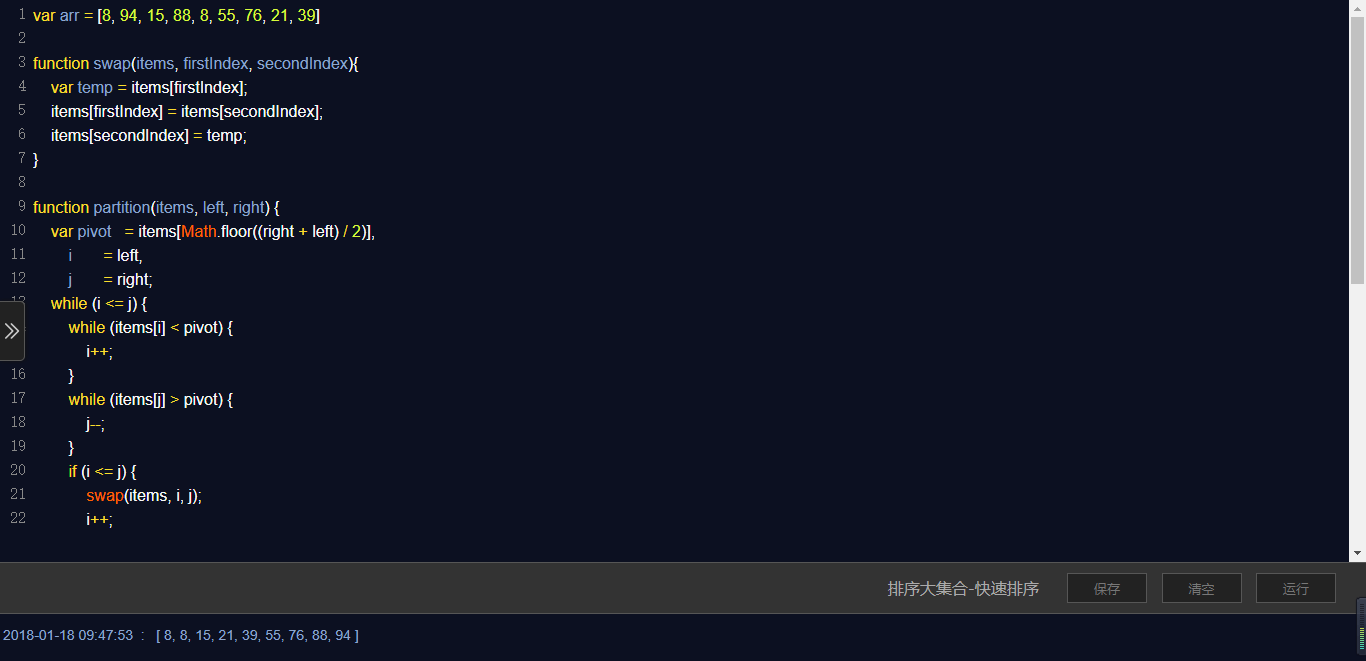 1 var arr = [8, 94, 15, 88, 8, 55, 76, 21, 39]
2
3 function swap(items, firstIndex, secondIndex){
4 var temp = items[firstIndex];
5 items[firstIndex] = items[secondIndex];
6 items[secondIndex] = temp;
7 }
8
9 function partition(items, left, right) {
10 var pivot = items[Math.floor((right + left) / 2)],
11 i = left,
12 j = right;
while (i <= j) {
while (items[i] < pivot) {
i++;
16 }
17 while (items[j] > pivot) {
18 j--;
19 }
20 if (i <= j) {
21 swap(items, i, j);
22 i++;
排序大集合-快速排序 保存 清空 运行
2018-01-18 09:47:53 : [ 8, 8, 15, 21, 39, 55, 76, 88, 94 ]